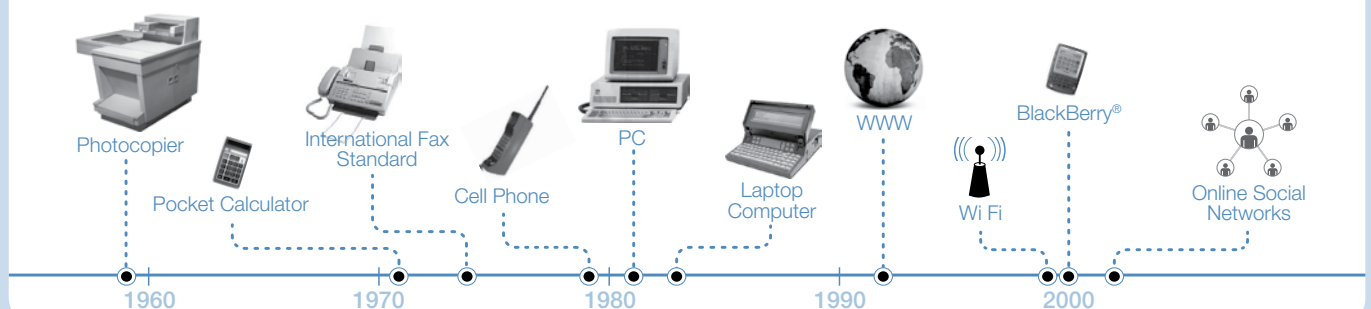 Photocopier
Pocket Calculator
International Fax
Standard
Cell Phone
PC
Laptop
Computer
WWW
Wi Fi
BlackBerry®
Online Social
Networks
1960
1970
1980
1990
2000